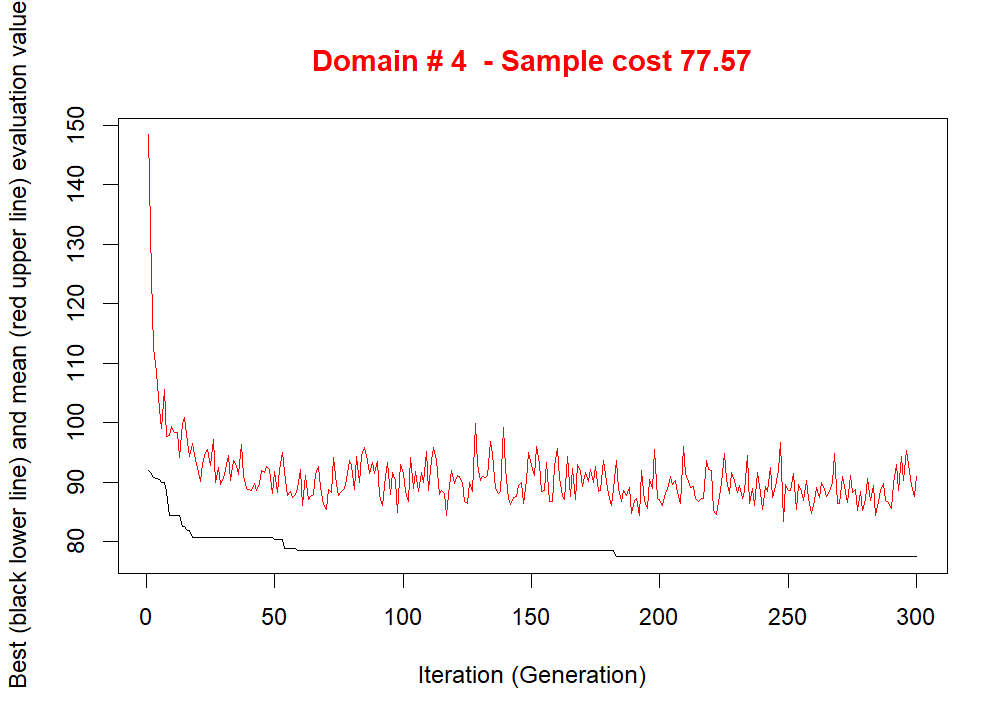 Domain # 4  - Sample cost 77.57
Best (black lower line) and mean (red upper line) evaluation value
150
140
130
120
110
100
90
80
0 50 100 150 200 250 300
Iteration (Generation)